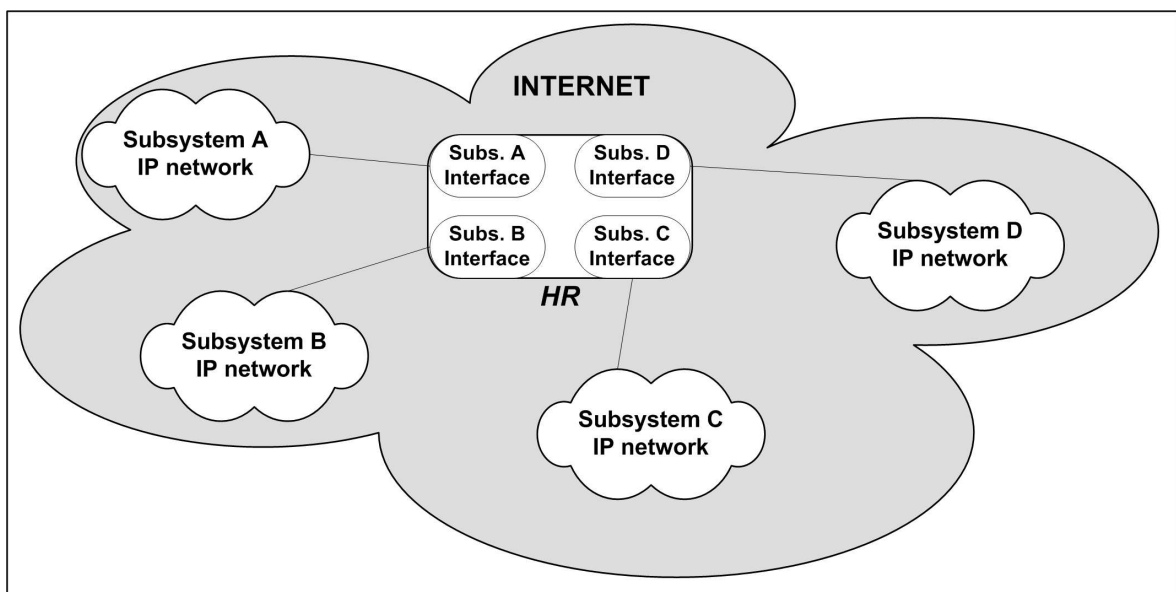 INTERNET
Subsystem A
IP network
Subs. A
Interface
Subs. D
Interface
Subs. B
Interface
Subs. C
Interface
HR
Subsystem D
IP network
Subsystem B
IP network
Subsystem C
IP network